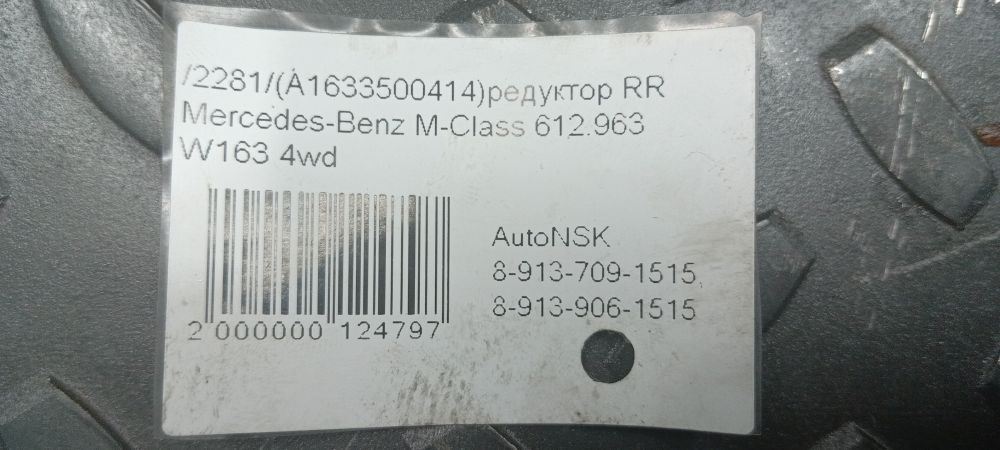 /2281/(A1633500414)редуктор RR
Mercedes-Benz M-Class 612.963
W163 4wd
AutoNSK
8-913-709-1515,
8-913-906-1515
2 000000 124797